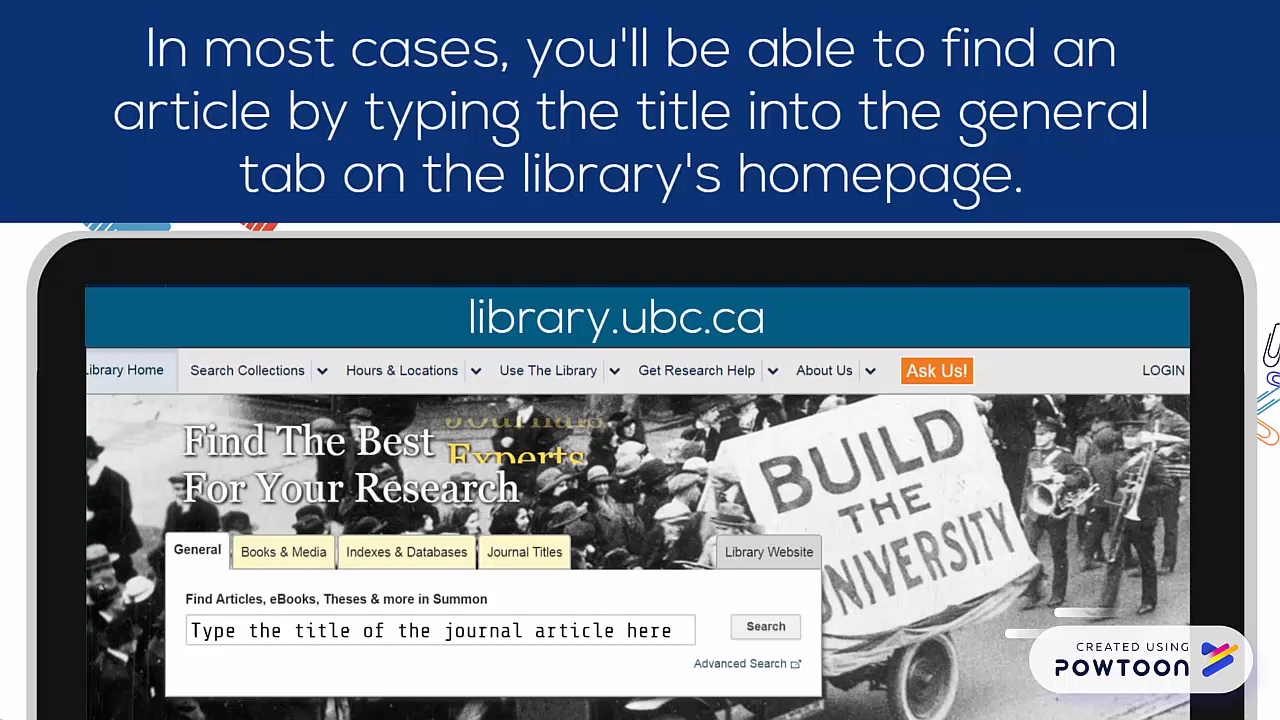 In most cases, you'll be able to find an
article by typing the title into the general
tab on the library's homepage.
library.ubc.ca
Library Home
Search Collections
Hours & Locations
Use The Library
Get Research Help
About Us
Ask Us!
LOGIN
Find The Best
Journals
Experts
For Your Research
BUILD
THE
UNIVERSITY
General
Books & Media
Indexes & Databases
Journal Titles
Library Website
Find Articles, eBooks, Theses & more in Summon
Type the title of the journal article here
Search
Advanced Search
CREATED USING
POWTOON